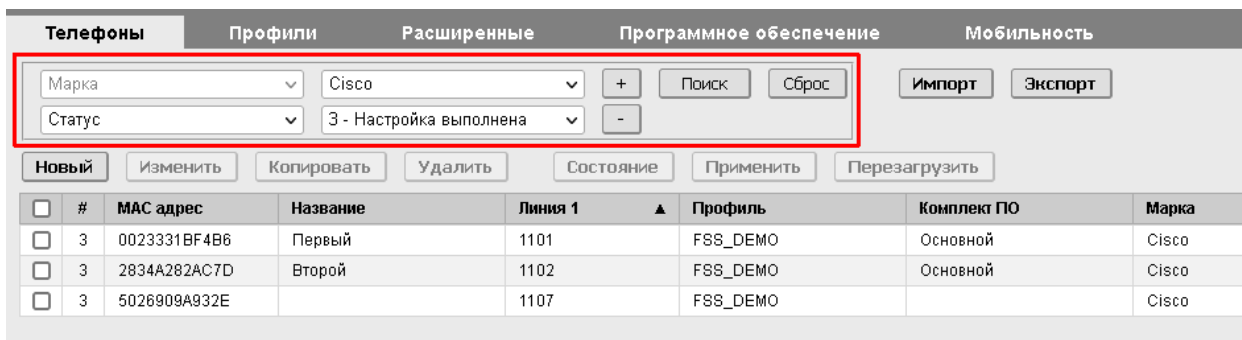 Телефоны Профили Расширенные Программное обеспечение Мобильность
Марка Cisco + Поиск Сброс Импорт Экспорт
Статус 3 - Настройка выполнена -
Новый Изменить Копировать Удалить Состояние Применить Перезагрузить
# MAC адрес Название Линия 1 ▲ Профиль Комплект ПО Марка
3 0023331BF4B6 Первый 1101 FSS_DEMO Основной Cisco
3 2834A282AC7D Второй 1102 FSS_DEMO Основной Cisco
3 5026909A932E 1107 FSS_DEMO Cisco